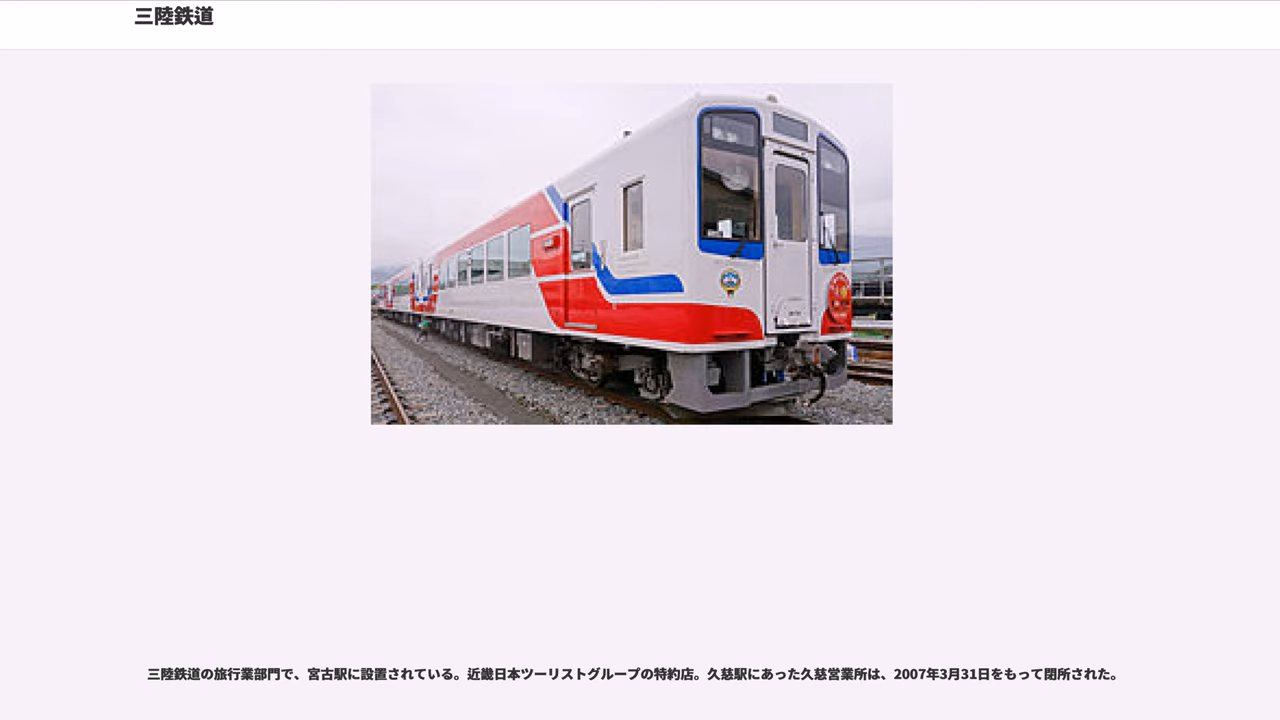 三陸鉄道
三陸鉄道の旅行業部門で、宮古駅に設置されている。近畿日本ツーリストグループの特約店。久慈駅にあった久慈営業所は、2007年3月31日をもって閉所された。